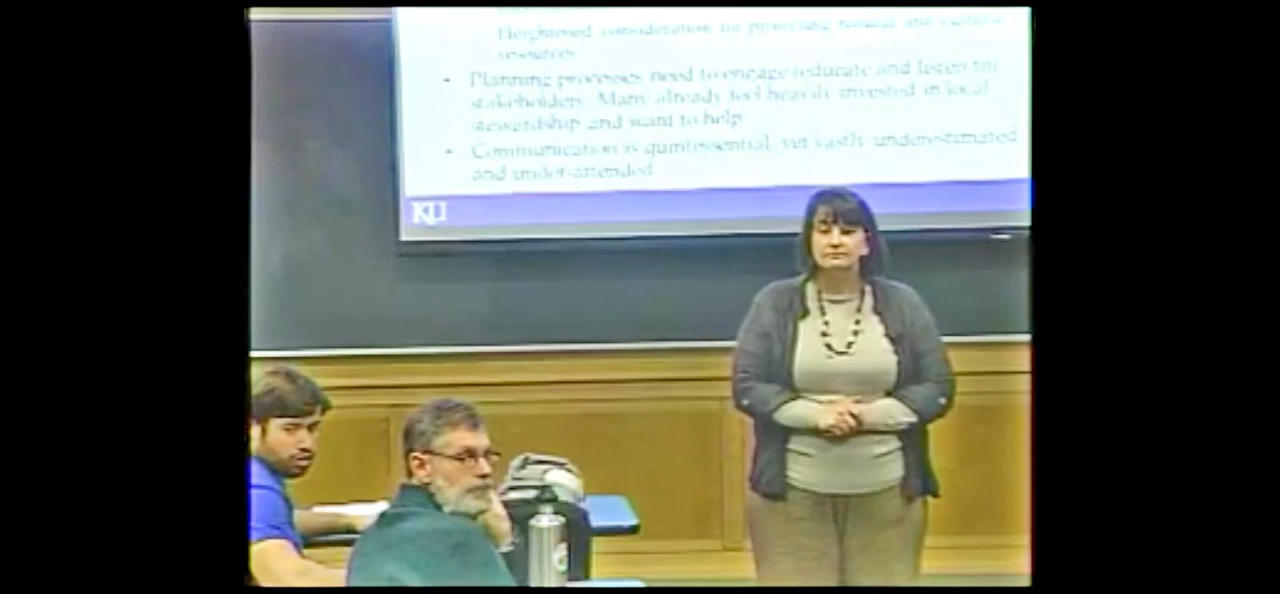 - Heightened consideration for protecting natural and cultural
resources
• Planning processes need to engage (educate and listen to)
stakeholders. Many already feel heavily invested in local
stewardship and want to help
• Communication is quintessential, yet vastly underestimated
and under-attended
KU